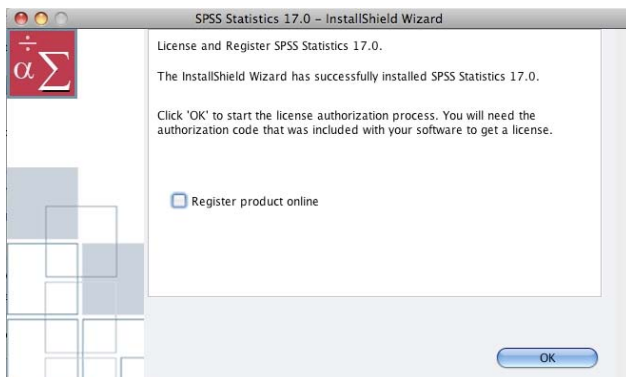 SPSS Statistics 17.0 – InstallShield Wizard
÷
α∑
License and Register SPSS Statistics 17.0.
The InstallShield Wizard has successfully installed SPSS Statistics 17.0.
Click 'OK' to start the license authorization process. You will need the
authorization code that was included with your software to get a license.
Register product online
OK